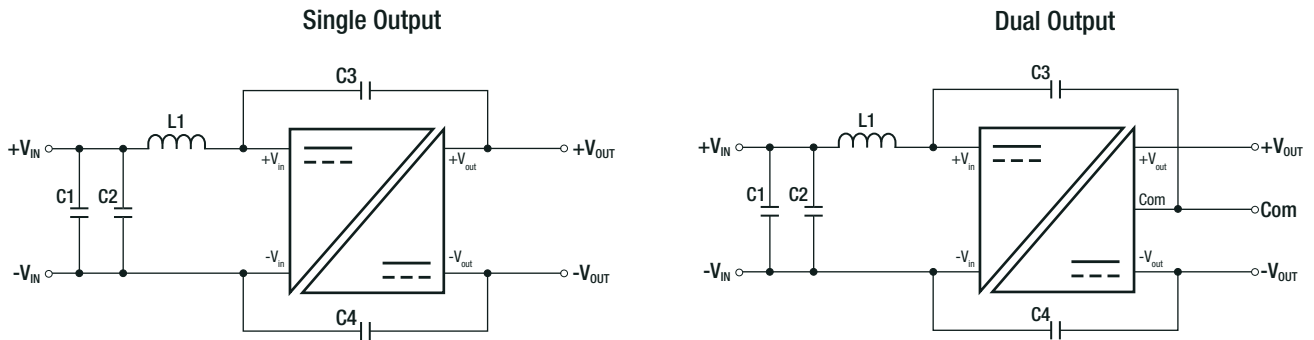 Single Output
C3
L1
+VIN
+Vin
+Vout
+VOUT
C1
C2
-VIN
-Vin
-Vout
-VOUT
C4
Dual Output
C3
L1
+VIN
+Vin
+Vout
+VOUT
C1
C2
Com
Com
-VIN
-Vin
-Vout
-VOUT
C4